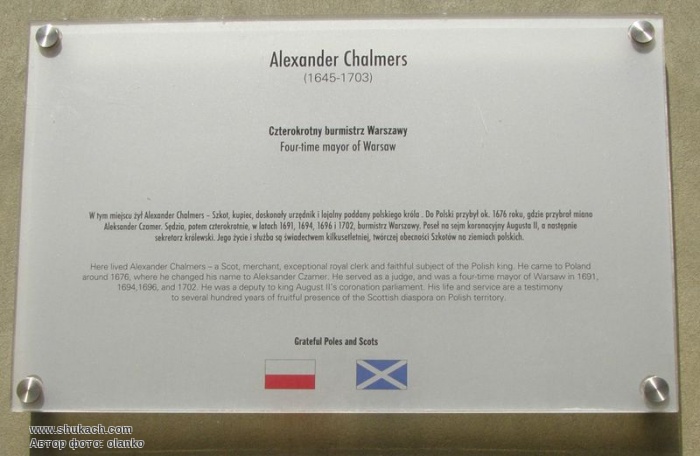 Alexander Chalmers
(1645-1703)
Czterokrotny burmistrz Warszawy
Four-time mayor of Warsaw
W tym miejscu żył Alexander Chalmers – Szkot, kupiec, doskonały urzędnik i lojalny poddany polskiego króla . Do Polski przybył ok. 1676 roku, gdzie przybrał miano
Aleksander Czamer. Sędzia, potem czterokrotnie, w latach 1691, 1694, 1696 i 1702, burmistrz Warszawy. Poseł na sejm koronacyjny Augusta II, a następnie
sekretarz królewski. Jego życie i służba są świadectwem kilkusetletniej, twórczej obecności Szkotów na ziemiach polskich.
Here lived Alexander Chalmers – a Scot, merchant, exceptional royal clerk and faithful subject of the Polish king. He came to Poland
around 1676, where he changed his name to Aleksander Czamer. He served as a judge, and was a four-time mayor of Warsaw in 1691,
1694,1696, and 1702. He was a deputy to king August II's coronation parliament. His life and service are a testimony
to several hundred years of fruitful presence of the Scottish diaspora on Polish territory.
Grateful Poles and Scots
www.shukach.com
Автор фото: olanko